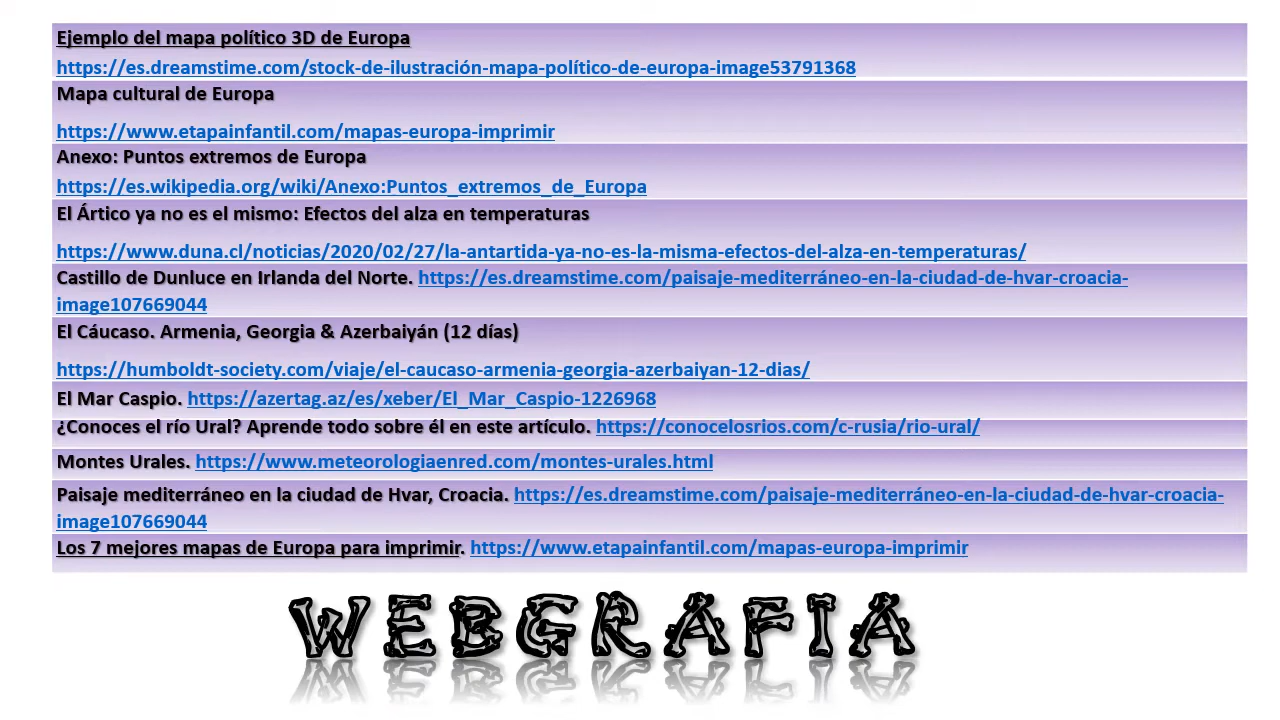 Ejemplo del mapa político 3D de Europa
https://es.dreamstime.com/stock-de-ilustración-mapa-político-de-europa-image53791368
Mapa cultural de Europa
https://www.etapainfantil.com/mapas-europa-imprimir
Anexo: Puntos extremos de Europa
https://es.wikipedia.org/wiki/Anexo:Puntos_extremos_de_Europa
El Ártico ya no es el mismo: Efectos del alza en temperaturas
https://www.duna.cl/noticias/2020/02/27/la-antartida-ya-no-es-la-misma-efectos-del-alza-en-temperaturas/
Castillo de Dunluce en Irlanda del Norte. https://es.dreamstime.com/paisaje-mediterráneo-en-la-ciudad-de-hvar-croacia-
image107669044
El Cáucaso. Armenia, Georgia & Azerbaiyán (12 días)
https://humboldt-society.com/viaje/el-caucaso-armenia-georgia-azerbaiyan-12-dias/
El Mar Caspio. https://azertag.az/es/xeber/El_Mar_Caspio-1226968
¿Conoces el río Ural? Aprende todo sobre él en este artículo. https://conocelosrios.com/c-rusia/rio-ural/
Montes Urales. https://www.meteorologiaenred.com/montes-urales.html
Paisaje mediterráneo en la ciudad de Hvar, Croacia. https://es.dreamstime.com/paisaje-mediterráneo-en-la-ciudad-de-hvar-croacia-
image107669044
Los 7 mejores mapas de Europa para imprimir. https://www.etapainfantil.com/mapas-europa-imprimir
WEBGRAFIA